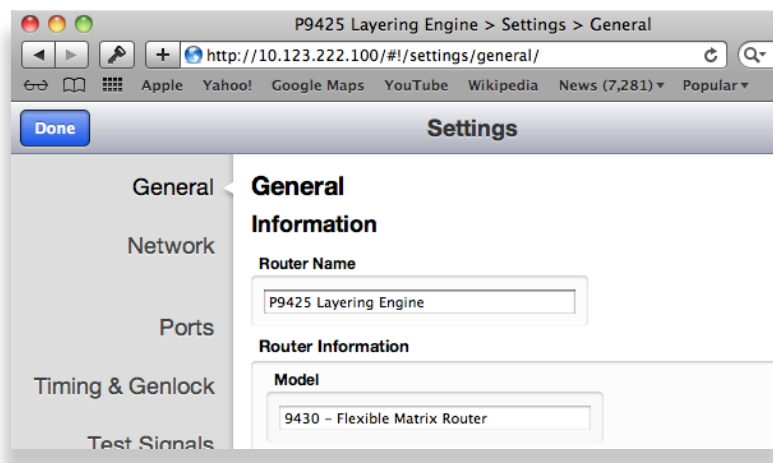 P9425 Layering Engine > Settings > General
http://10.123.222.100/#!/settings/general/
Apple Yahoo! Google Maps YouTube Wikipedia News (7,281) ▾ Popular ▾
Done
Settings
General
Network
Ports
Timing & Genlock
Test Signals
General
Information
Router Name
P9425 Layering Engine
Router Information
Model
9430 – Flexible Matrix Router